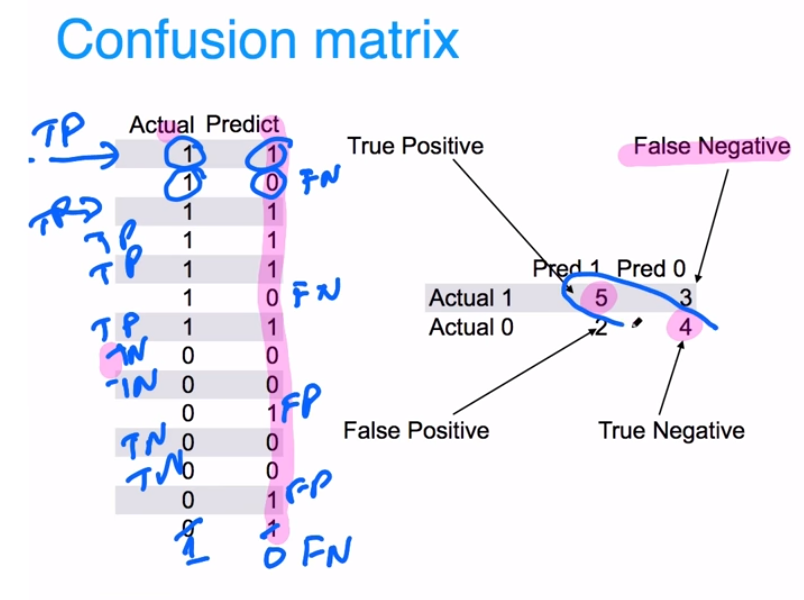 Confusion matrix
Actual Predict
TP 1 1
1 0 FN
TP 1 1
TP 1 1
TP 1 1
1 0 FN
TP 1 1
TN 0 0
TN 0 0
0 1 FP
TN 0 0
TN 0 0
0 1 FP
0 1
1 0 FN
True Positive
False Negative
Pred 1 Pred 0
Actual 1 5 3
Actual 0 2 4
False Positive
True Negative